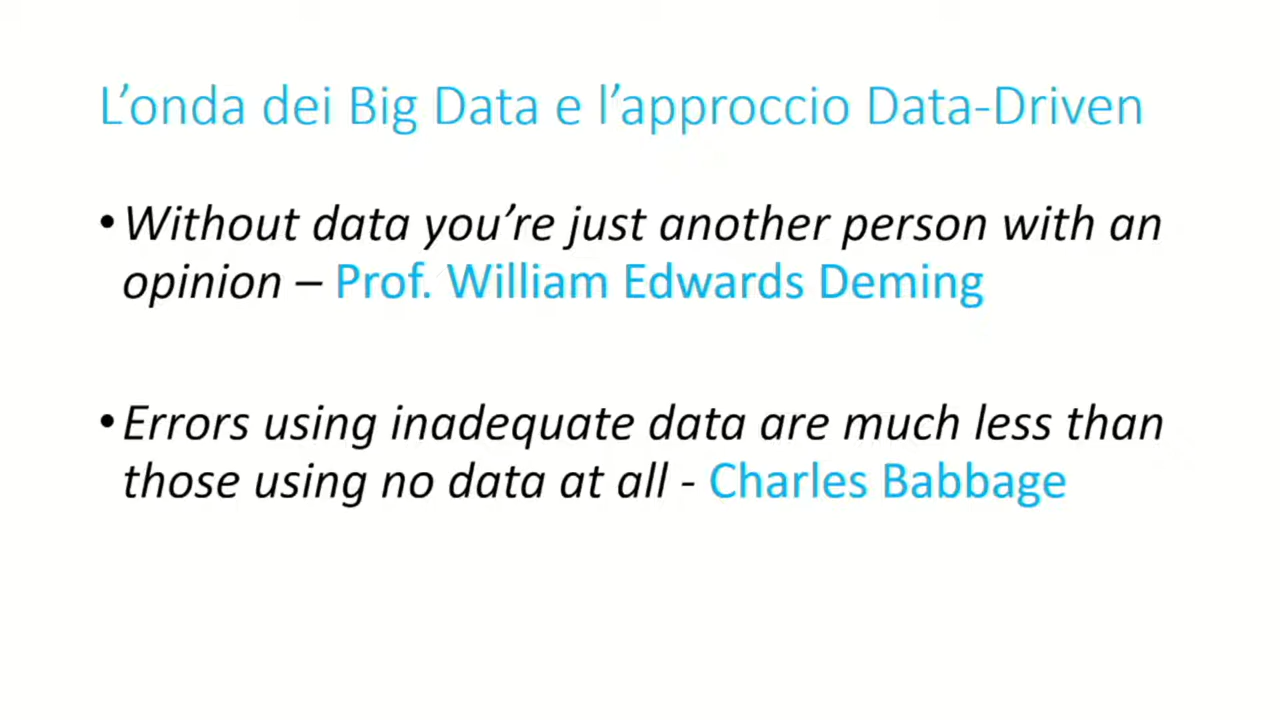 L’onda dei Big Data e l’approccio Data-Driven
•Without data you’re just another person with an
opinion – Prof. William Edwards Deming
•Errors using inadequate data are much less than
those using no data at all - Charles Babbage